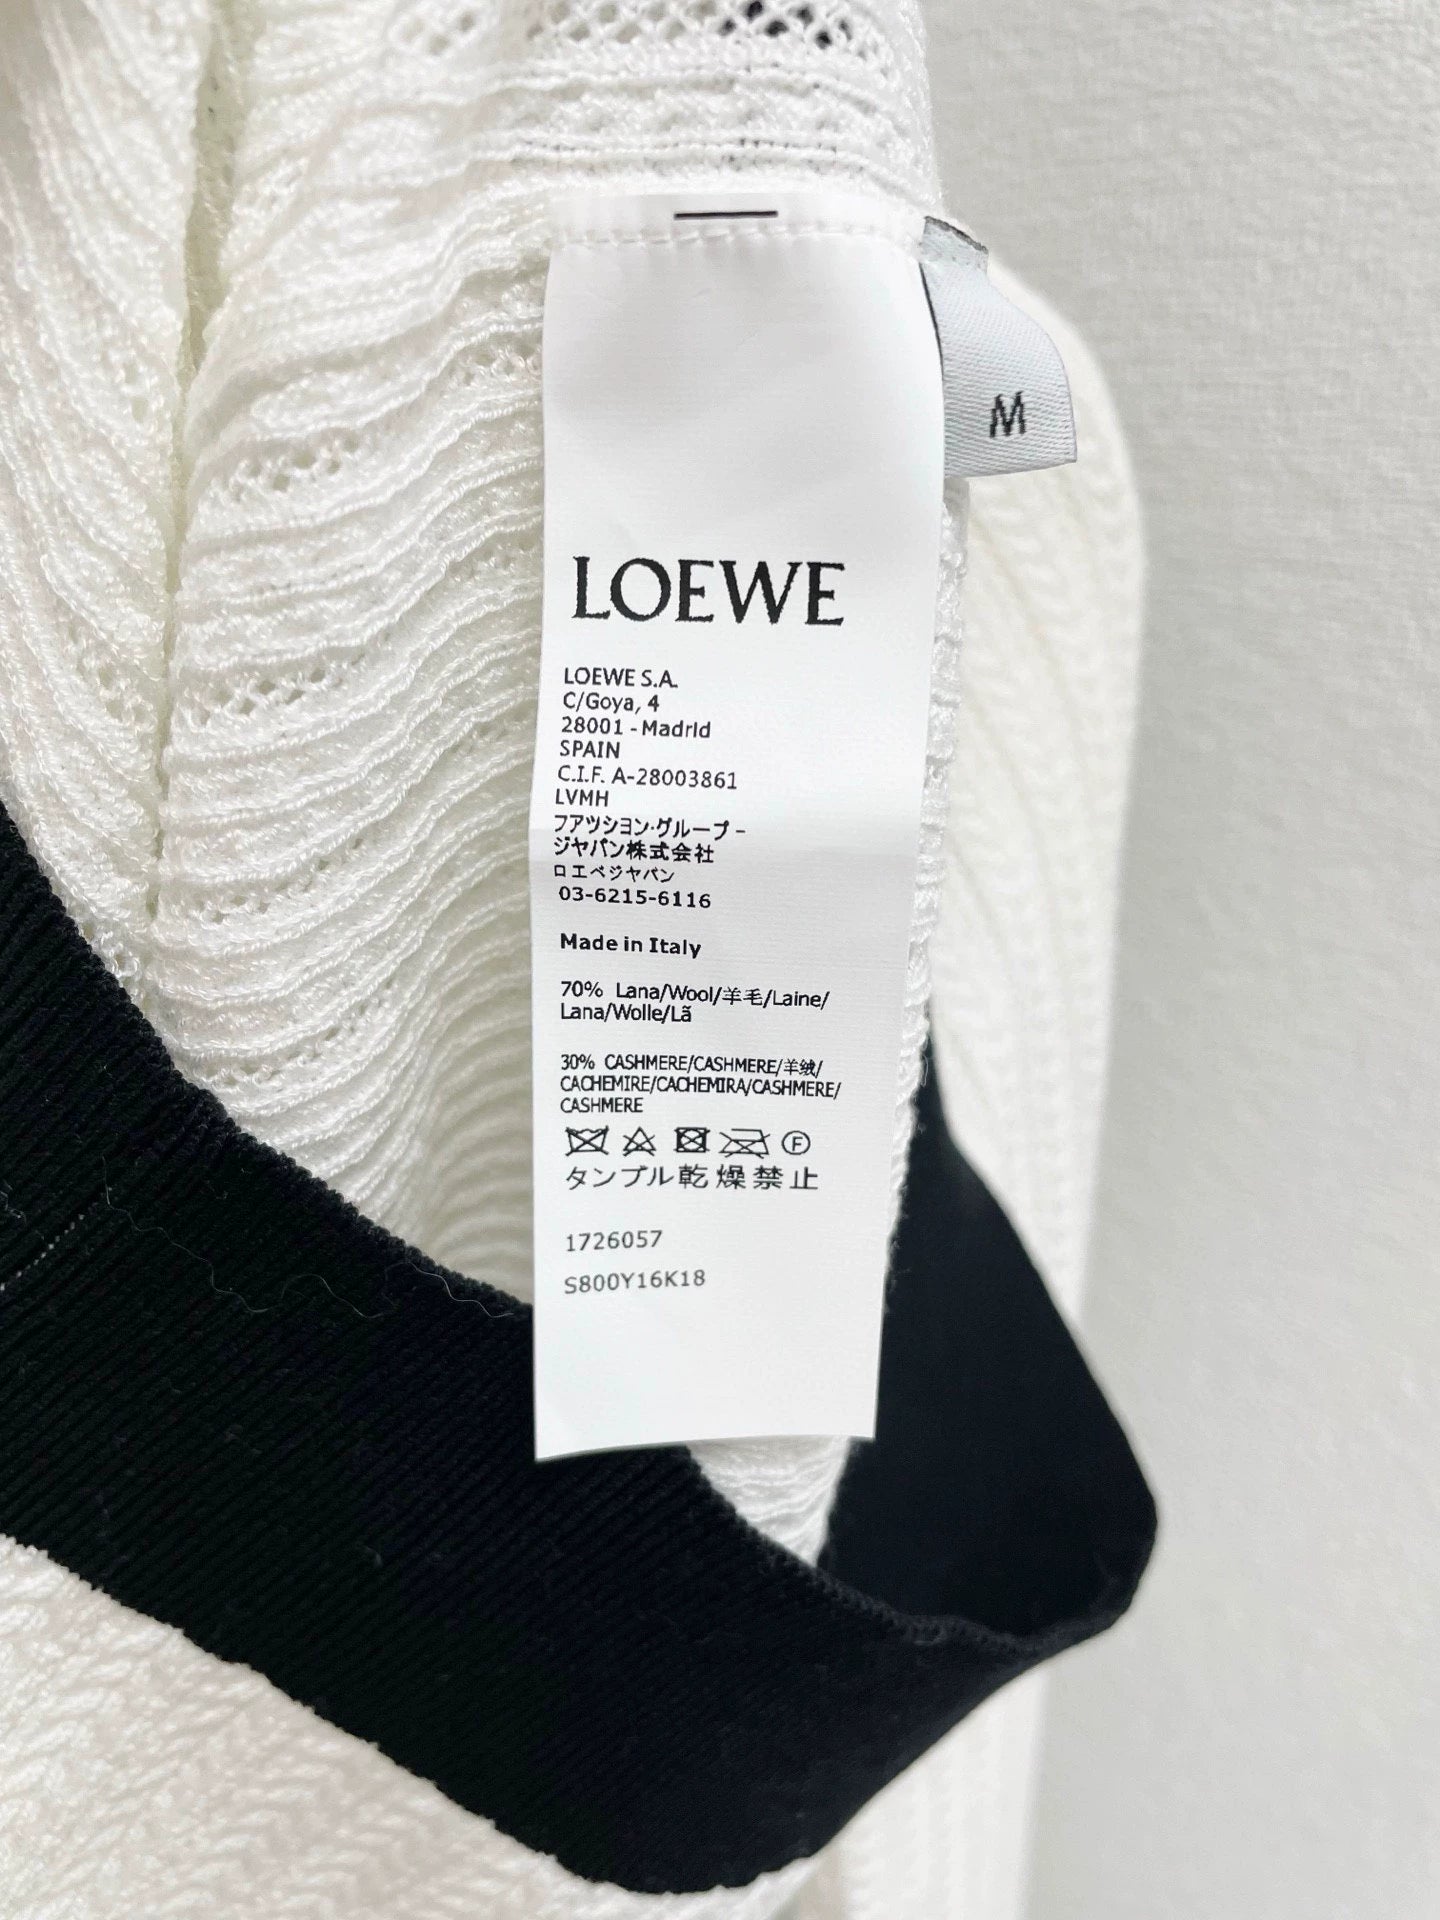 M
LOEWE
LOEWE S.A.
C/Goya, 4
28001 - Madrid
SPAIN
C.I.F. A-28003861
LVMH
フアツシヨン·グループ -
ジヤパン株式会社
ロエベジヤパン
03-6215-6116
Made in Italy
70% Lana/Wool/羊毛/Laine/
Lana/Wolle/Lã
30% CASHMERE/CASHMERE/羊绒/
CACHEMIRE/CACHEMIRA/CASHMERE/
CASHMERE
F
タンブル乾燥禁止
1726057
S800Y16K18